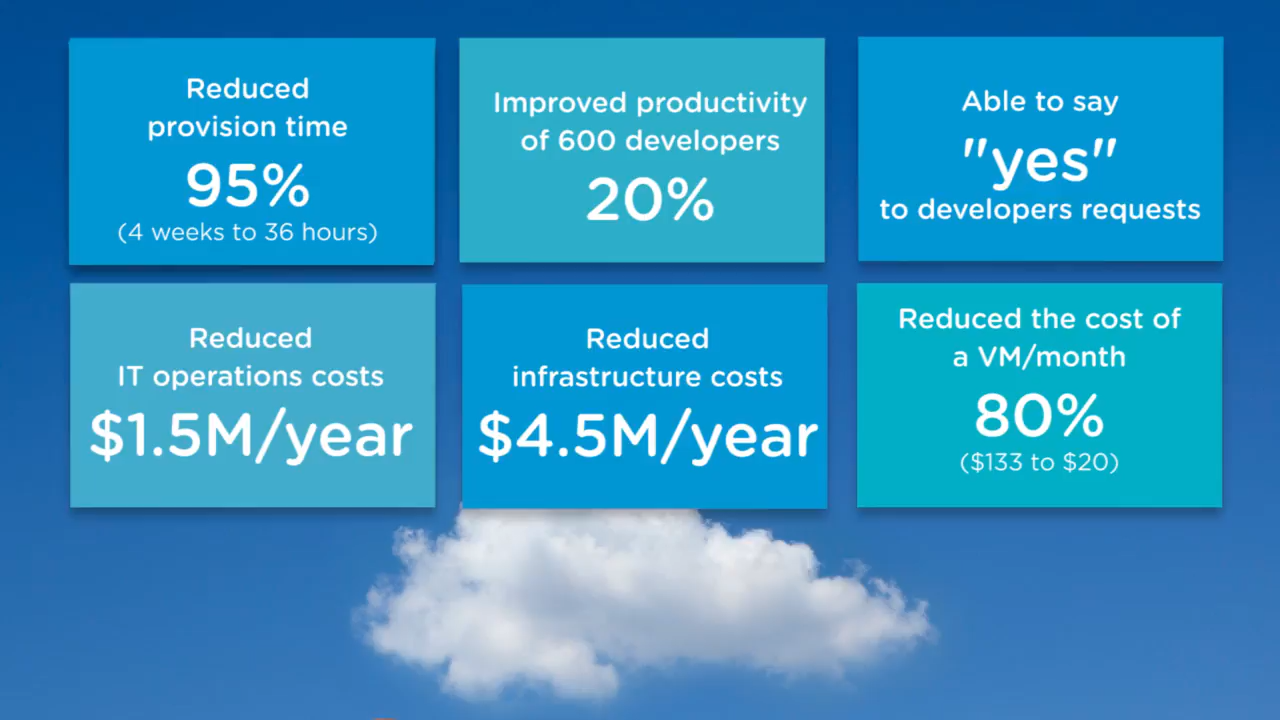 Reduced
provision time
95%
(4 weeks to 36 hours)
Improved productivity
of 600 developers
20%
Able to say
"yes"
to developers requests
Reduced
IT operations costs
$1.5M/year
Reduced
infrastructure costs
$4.5M/year
Reduced the cost of
a VM/month
80%
($133 to $20)